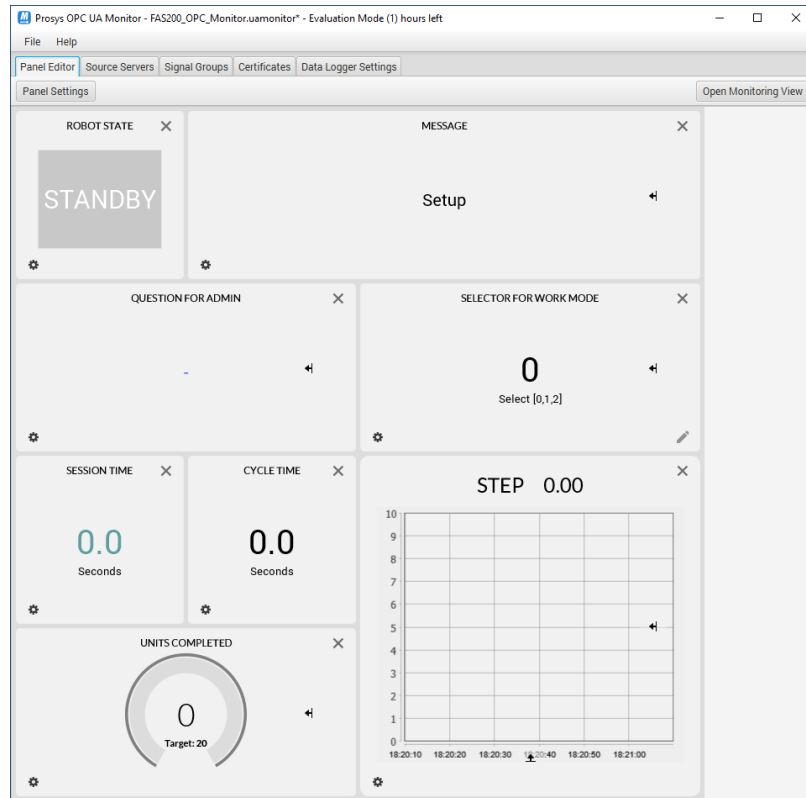 Prosys OPC UA Monitor - FAS200_OPC_Monitor.uamonitor* - Evaluation Mode (1) hours left
File Help
Panel Editor Source Servers Signal Groups Certificates Data Logger Settings
Panel Settings Open Monitoring View
ROBOT STATE
STANDBY
MESSAGE
Setup
QUESTION FOR ADMIN
-
SELECTOR FOR WORK MODE
0
Select [0,1,2]
SESSION TIME
0.0
Seconds
CYCLE TIME
0.0
Seconds
STEP 0.00
10
9
8
7
6
5
4
3
2
1
0
18:20:10 18:20:20 18:20:30 18:20:40 18:20:50 18:21:00
UNITS COMPLETED
0
Target: 20